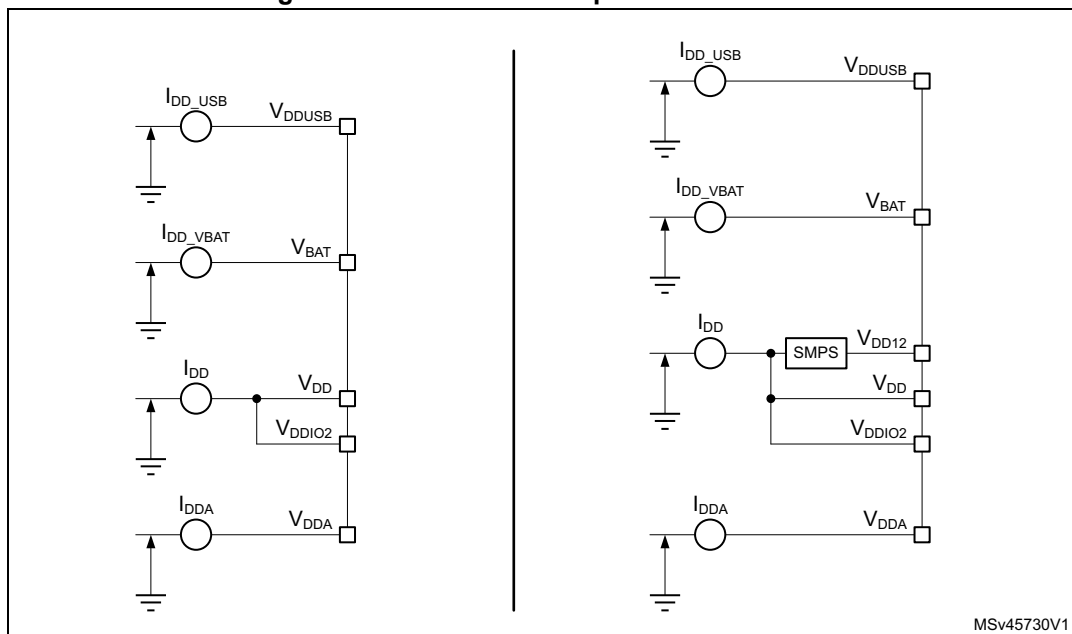 I_DD_USB
V_DDUSB
I_DD_VBAT
V_BAT
I_DD
V_DD
V_DDIO2
I_DDA
V_DDA
I_DD_USB
V_DDUSB
I_DD_VBAT
V_BAT
I_DD
SMPS
V_DD12
V_DD
V_DDIO2
I_DDA
V_DDA
MSv45730V1